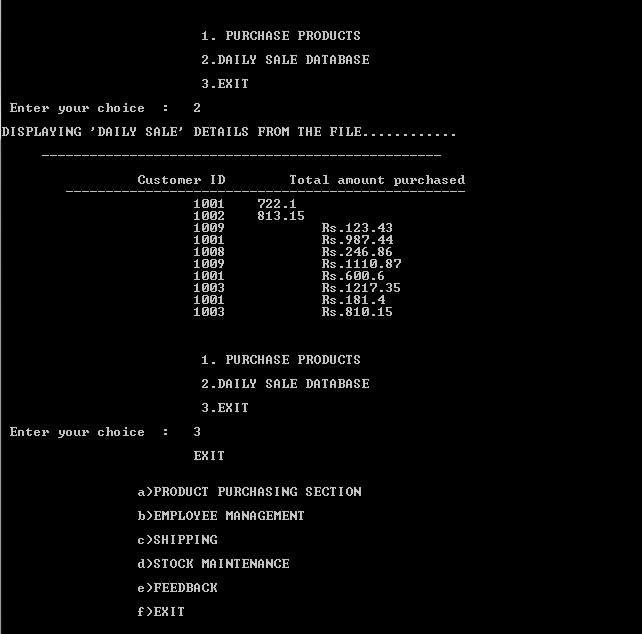 1. PURCHASE PRODUCTS
2.DAILY SALE DATABASE
3.EXIT
Enter your choice  :   2
DISPLAYING 'DAILY SALE' DETAILS FROM THE FILE............
--------------------------------------------------
Customer ID        Total amount purchased
--------------------------------------------------
1001    722.1
1002    813.15
1009            Rs.123.43
1001            Rs.987.44
1008            Rs.246.86
1009            Rs.1110.87
1001            Rs.600.6
1003            Rs.1217.35
1001            Rs.181.4
1003            Rs.810.15
1. PURCHASE PRODUCTS
2.DAILY SALE DATABASE
3.EXIT
Enter your choice  :   3
EXIT
a)PRODUCT PURCHASING SECTION
b)EMPLOYEE MANAGEMENT
c)SHIPPING
d)STOCK MAINTENANCE
e)FEEDBACK
f)EXIT